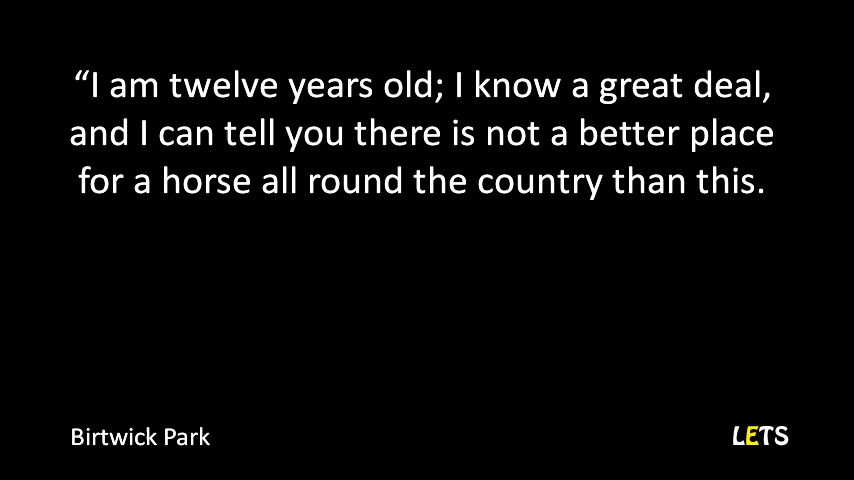 “I am twelve years old; I know a great deal,
and I can tell you there is not a better place
for a horse all round the country than this.
Birtwick Park
LETS